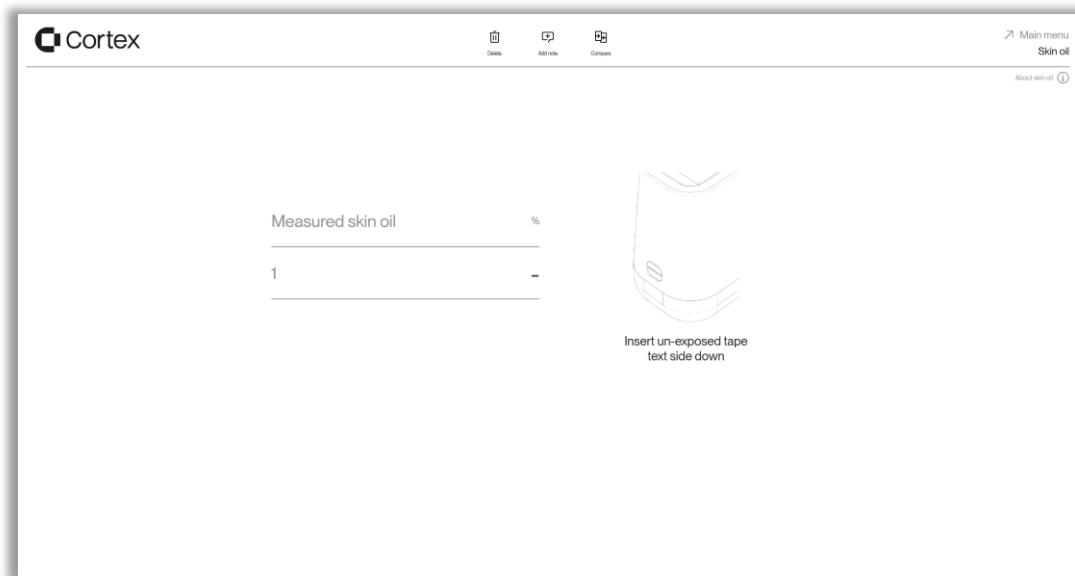 Cortex
Delete
Add note
Compare
Main menu
Skin oil
About skin oil
Measured skin oil %
1 –
Insert un-exposed tape
text side down